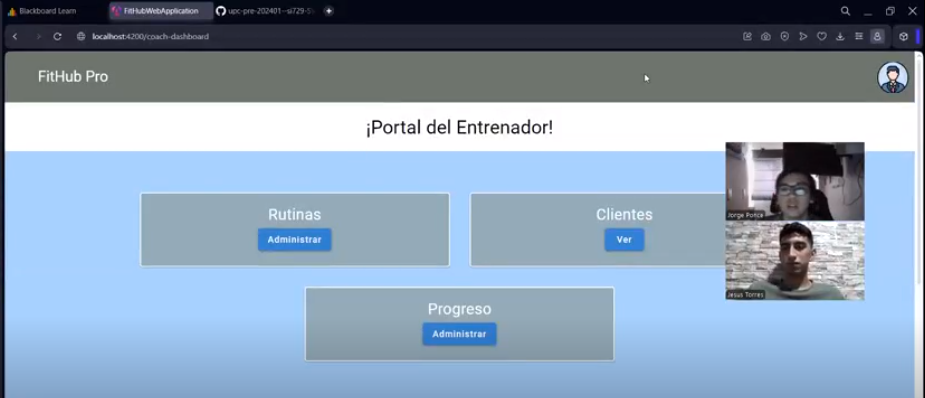 Blackboard Learn
FitHubWebApplication
upc-pre-202401--si729-S
localhost:4200/coach-dashboard
FitHub Pro
¡Portal del Entrenador!
Rutinas
Administrar
Clientes
Ver
Jorge Ponce
Jesus Torres
Progreso
Administrar